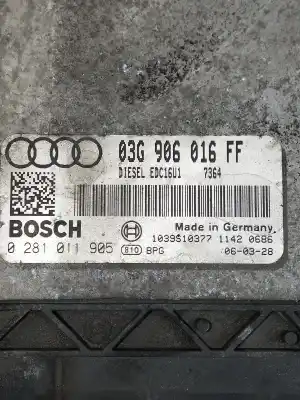 03G 906 016 FF
DIESEL EDC16U1 7364
BOSCH
Made in Germany.
1039S10377 1142 0686
0 281 011 905
810 BPG
06-03-28